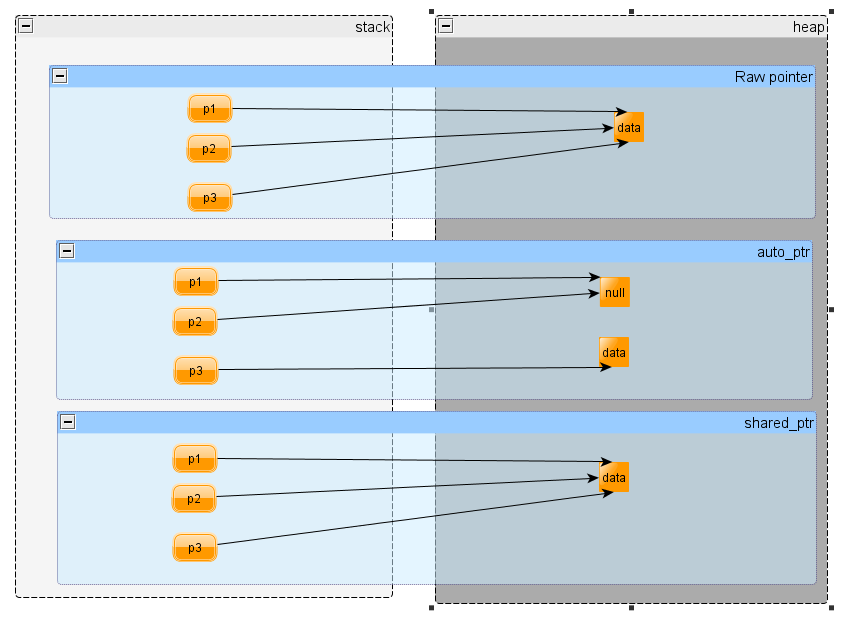 stack
heap
Raw pointer
p1
data
p2
p3
auto_ptr
p1
null
p2
data
p3
shared_ptr
p1
data
p2
p3